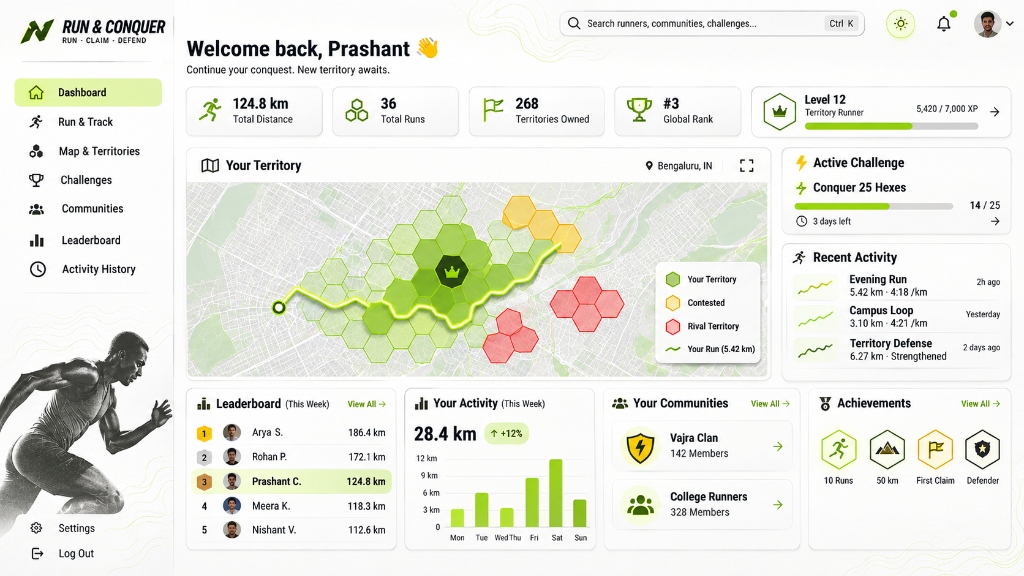 RUN & CONQUER
RUN · CLAIM · DEFEND
Dashboard
Run & Track
Map & Territories
Challenges
Communities
Leaderboard
Activity History
Settings
Log Out
Search runners, communities, challenges...
Ctrl K
Welcome back, Prashant 👋
Continue your conquest. New territory awaits.
124.8 km
Total Distance
36
Total Runs
268
Territories Owned
#3
Global Rank
Level 12
Territory Runner
5,420 / 7,000 XP
Your Territory
Bengaluru, IN
Your Territory
Contested
Rival Territory
Your Run (5.42 km)
Active Challenge
Conquer 25 Hexes
14 / 25
3 days left
Recent Activity
Evening Run
2h ago
5.42 km · 4:18 /km
Campus Loop
Yesterday
3.10 km · 4:21 /km
Territory Defense
2 days ago
6.27 km · Strengthened
Leaderboard (This Week)
View All →
1 Arya S. 186.4 km
2 Rohan P. 172.1 km
3 Prashant C. 124.8 km
4 Meera K. 118.3 km
5 Nishant V. 112.6 km
Your Activity (This Week)
28.4 km
↑ +12%
12 km
9 km
6 km
3 km
0
Mon Tue Wed Thu Fri Sat Sun
Your Communities
View All →
Vajra Clan
142 Members
College Runners
328 Members
Achievements
View All →
10 Runs
50 km
First Claim
Defender